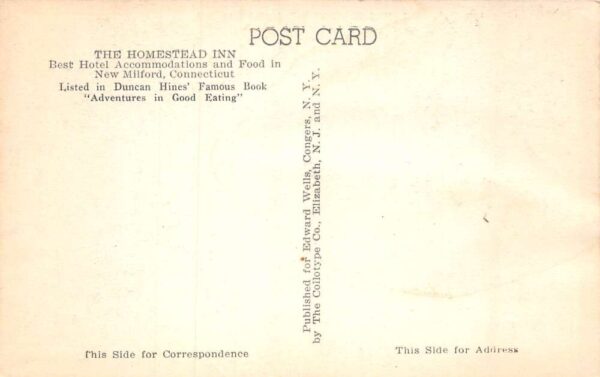 POST CARD
THE HOMESTEAD INN
Best Hotel Accommodations and Food in
New Milford, Connecticut
Listed in Duncan Hines' Famous Book
"Adventures in Good Eating"
Published for Edward Wells, Congers, N. Y.
by The Collotype Co., Elizabeth, N. J. and N. Y.
This Side for Correspondence
This Side for Address